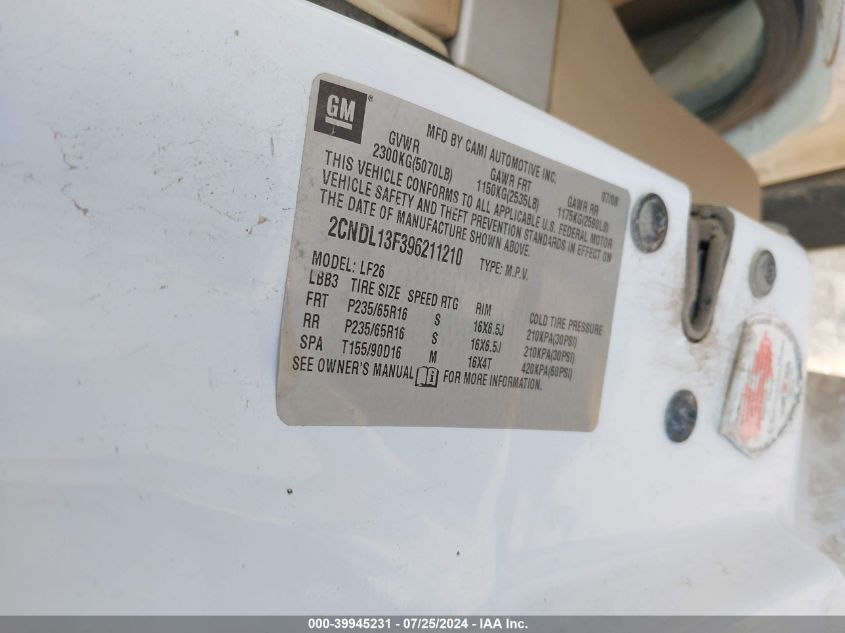 GM
MFD BY CAMI AUTOMOTIVE INC. 07/08
GVWR GAWR FRT GAWR RR
2300KG(5070LB) 1150KG(2535LB) 1175KG(2590LB)
THIS VEHICLE CONFORMS TO ALL APPLICABLE U.S. FEDERAL MOTOR
VEHICLE SAFETY AND THEFT PREVENTION STANDARDS IN EFFECT ON
THE DATE OF MANUFACTURE SHOWN ABOVE.
2CNDL13F396211210 TYPE: M.P.V.
MODEL: LF26
LBB3 TIRE SIZE SPEED RTG RIM COLD TIRE PRESSURE
FRT P235/65R16 S 16X6.5J 210KPA(30PSI)
RR P235/65R16 S 16X6.5J 210KPA(30PSI)
SPA T155/90D16 M 16X4T 420KPA(60PSI)
SEE OWNER'S MANUAL FOR MORE INFORMATION.
000-39945231 - 07/25/2024 - IAA Inc.